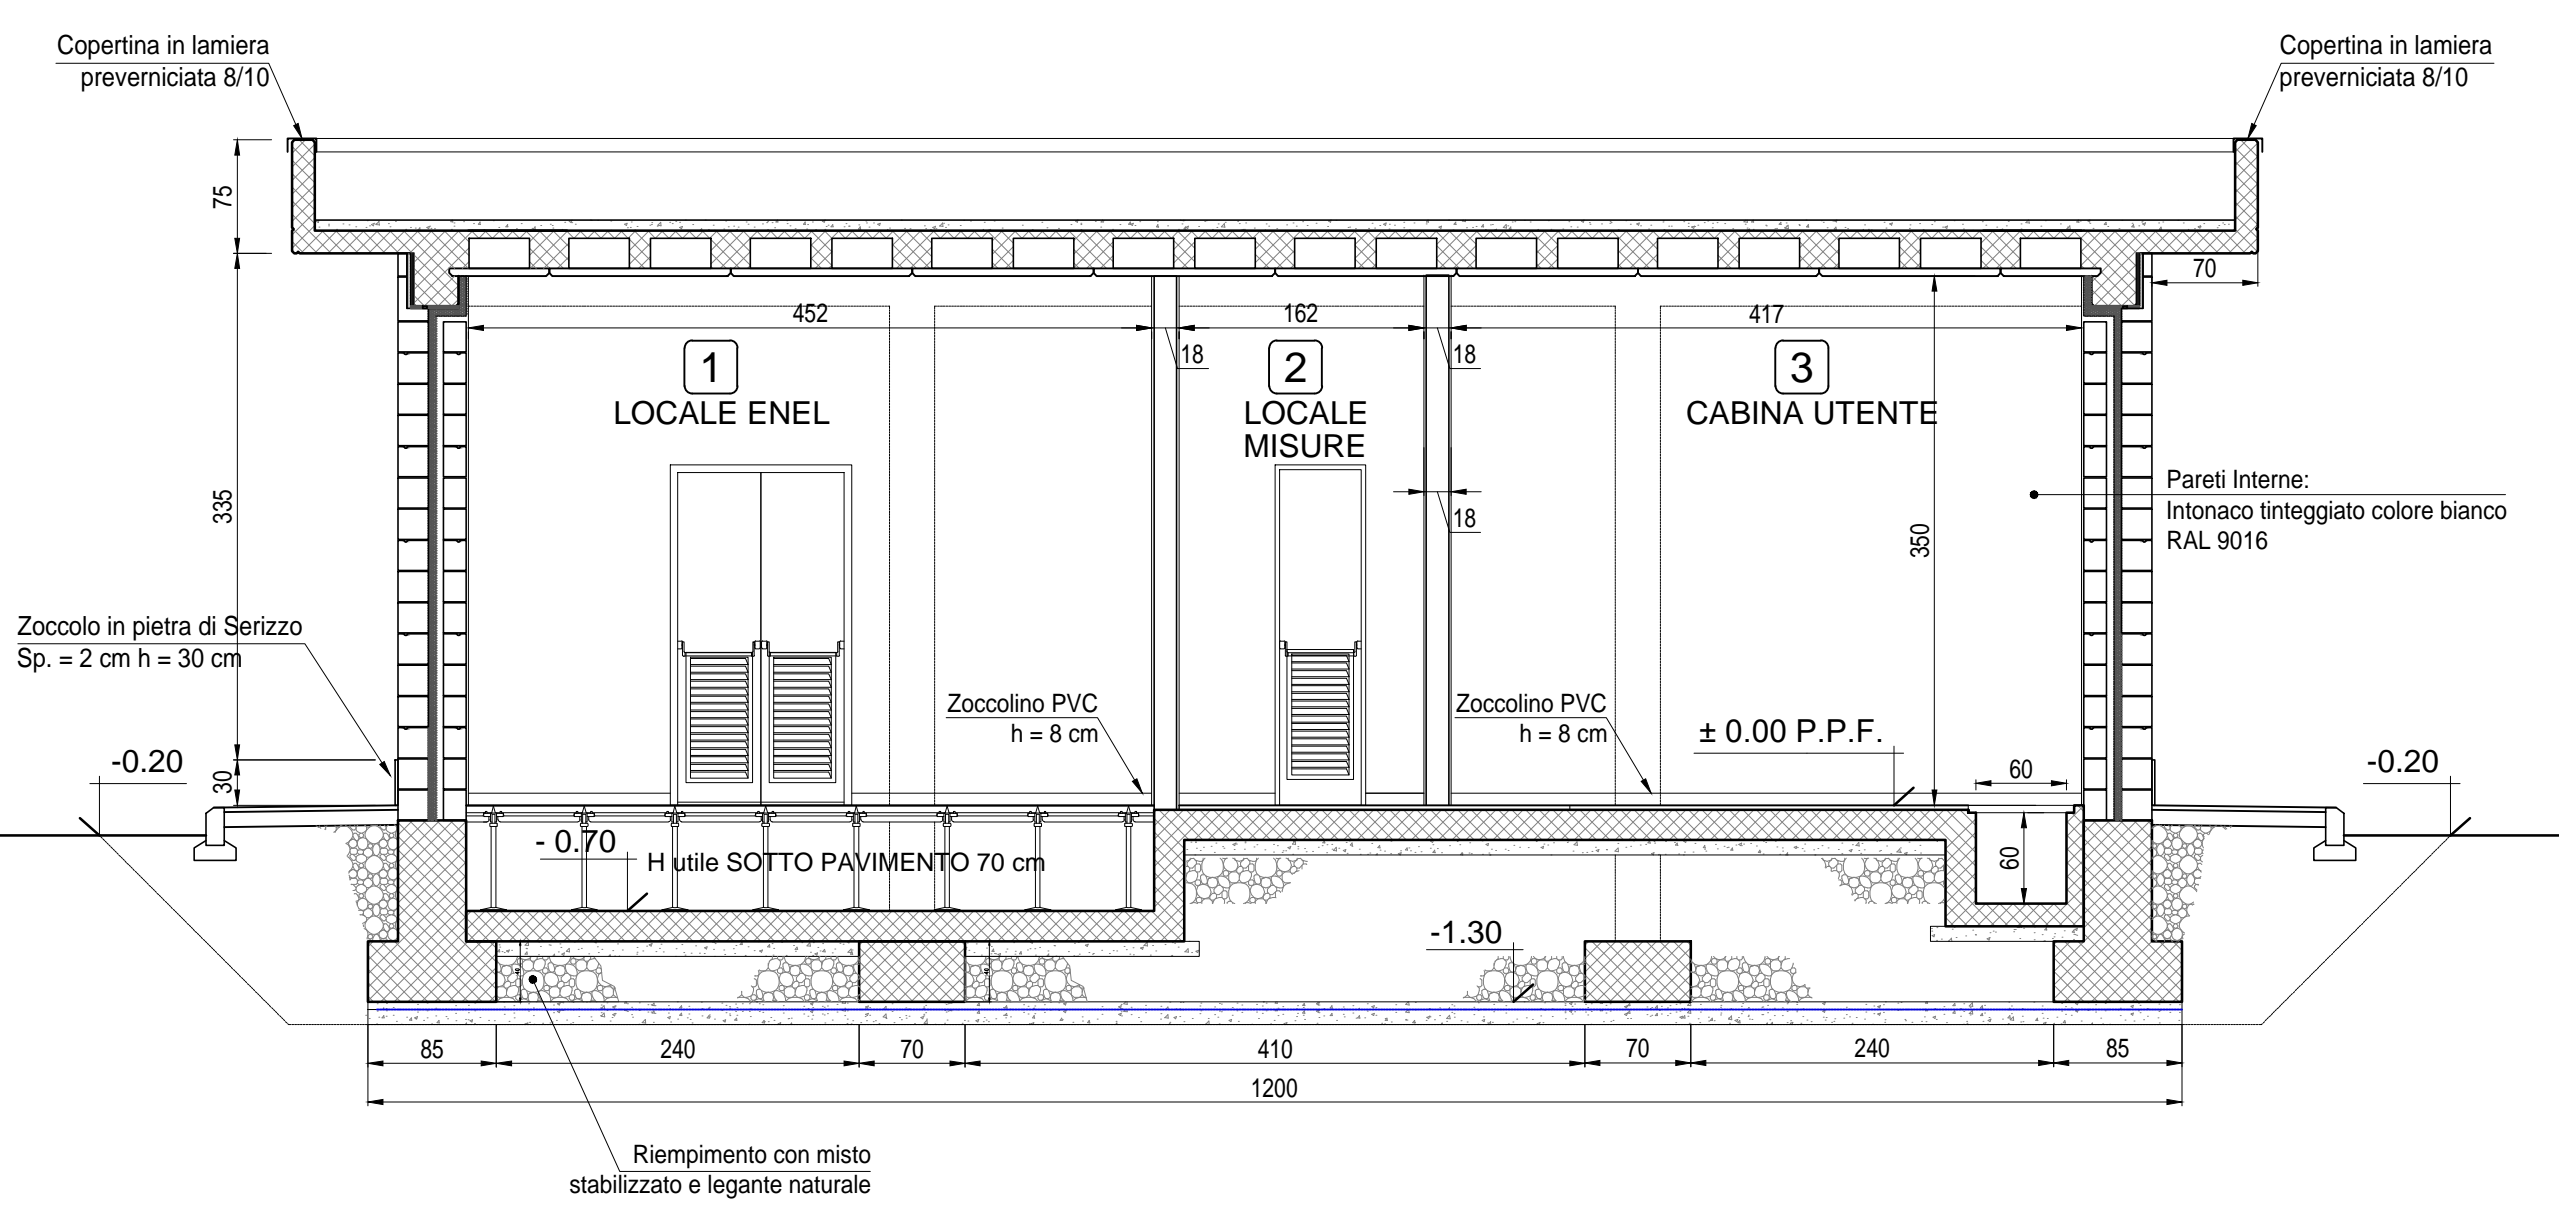 Copertina in lamiera
preverniciata 8/10
Copertina in lamiera
preverniciata 8/10
75
70
452
162
417
18
18
1
LOCALE ENEL
2
LOCALE
MISURE
3
CABINA UTENTE
335
18
350
Pareti Interne:
Intonaco tinteggiato colore bianco
RAL 9016
Zoccolo in pietra di Serizzo
Sp. = 2 cm h = 30 cm
Zoccolino PVC
h = 8 cm
Zoccolino PVC
h = 8 cm
± 0.00 P.P.F.
-0.20
30
60
-0.20
- 0.70
H utile SOTTO PAVIMENTO 70 cm
60
-1.30
40
40
85
240
70
410
70
240
85
1200
Riempimento con misto
stabilizzato e legante naturale